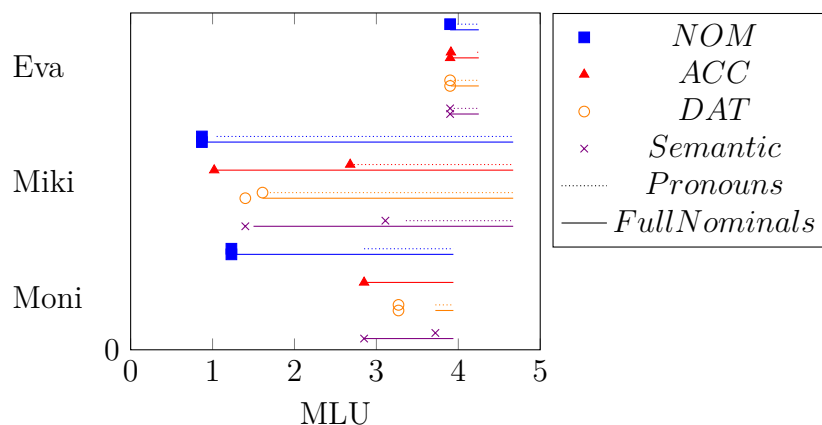 Eva
Miki
Moni
0
0 1 2 3 4 5
MLU
NOM
ACC
DAT
Semantic
Pronouns
FullNominals